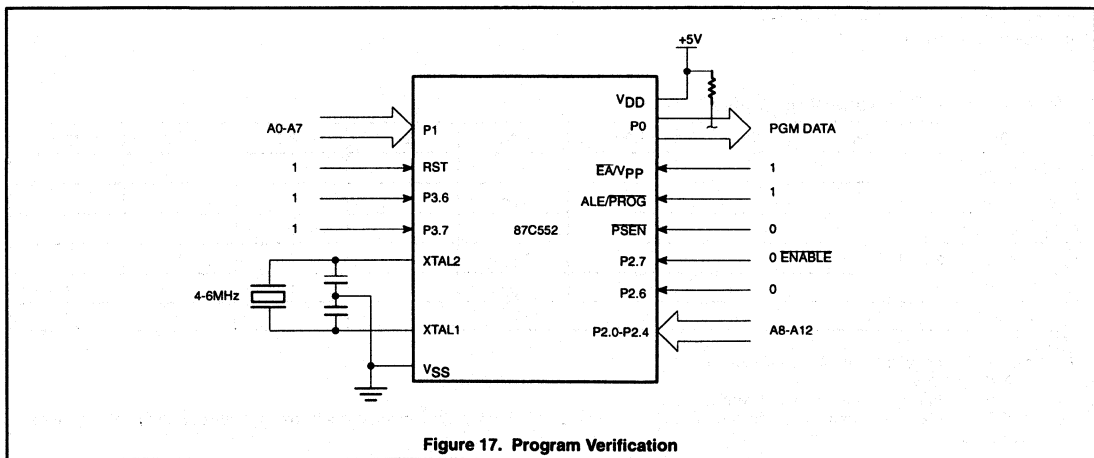 +5V
VDD
A0-A7
P1
P0
PGM DATA
1
RST
EA/VPP
1
1
P3.6
ALE/PROG
1
1
P3.7
87C552
PSEN
0
XTAL2
P2.7
0 ENABLE
4-6MHz
P2.6
0
XTAL1
P2.0-P2.4
A8-A12
VSS
Figure 17. Program Verification